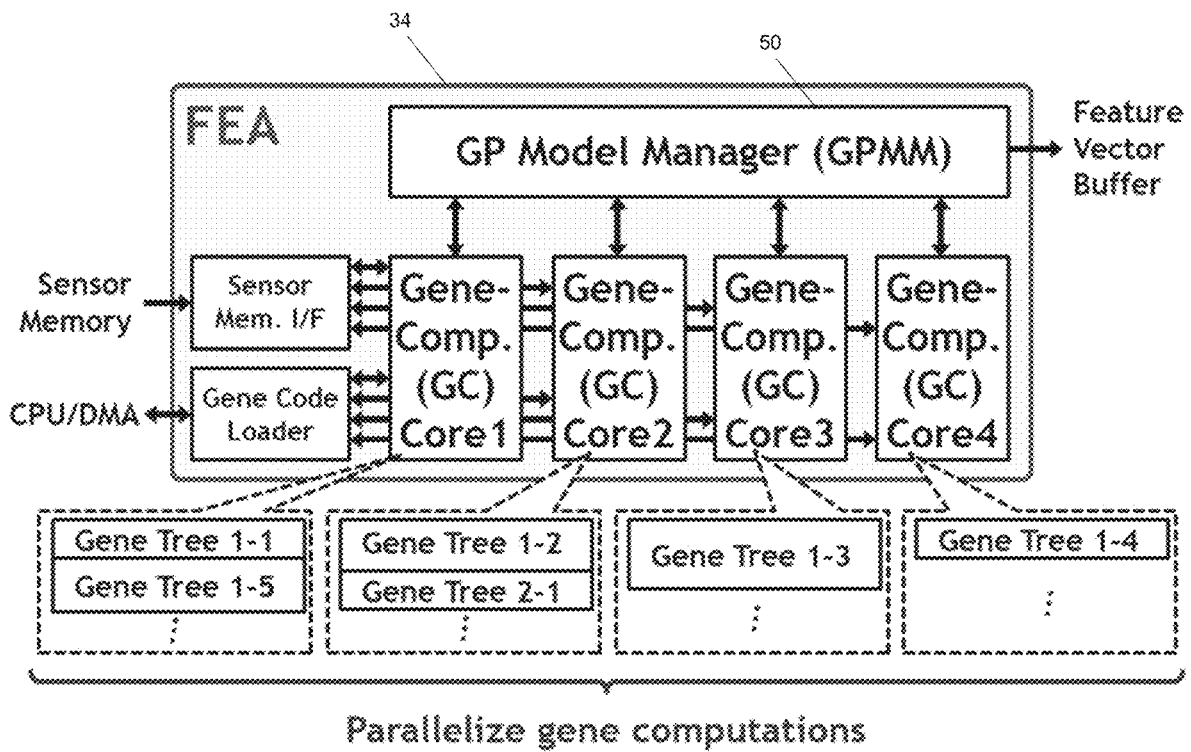 34
50
FEA
GP Model Manager (GPMM)
Feature
Vector
Buffer
Sensor
Memory
Sensor
Mem. I/F
CPU/DMA
Gene Code
Loader
Gene-
Comp.
(GC)
Core1
Gene-
Comp.
(GC)
Core2
Gene-
Comp.
(GC)
Core3
Gene-
Comp.
(GC)
Core4
Gene Tree 1-1
Gene Tree 1-5
Gene Tree 1-2
Gene Tree 2-1
Gene Tree 1-3
Gene Tree 1-4
Parallelize gene computations